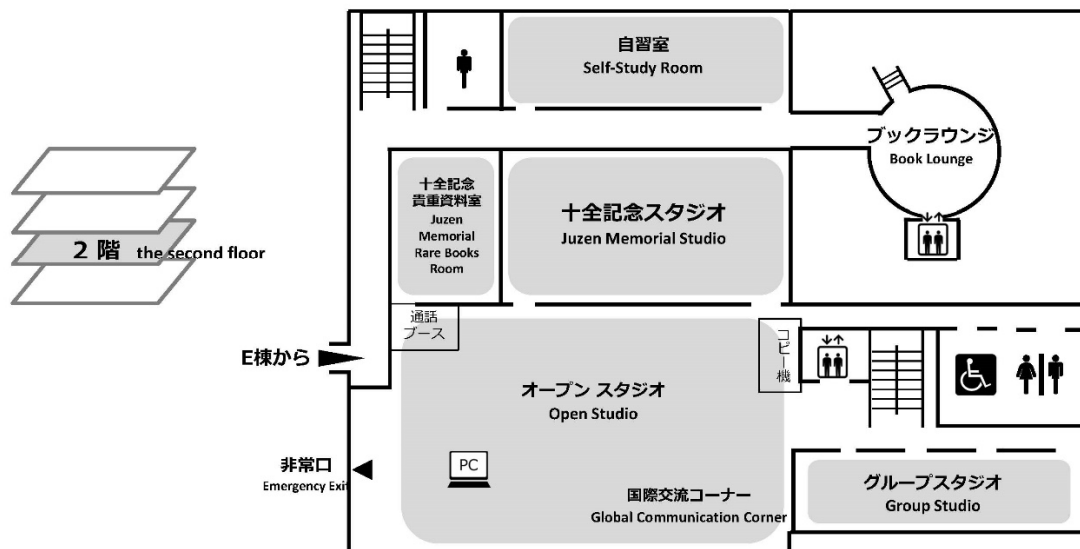 自習室
Self-Study Room
ブックラウンジ
Book Lounge
十全記念
貴重資料室
Juzen
Memorial
Rare Books
Room
十全記念スタジオ
Juzen Memorial Studio
2 階 the second floor
通話
ブース
コピー機
E棟から
オープン スタジオ
Open Studio
非常口
Emergency Exit
PC
国際交流コーナー
Global Communication Corner
グループスタジオ
Group Studio